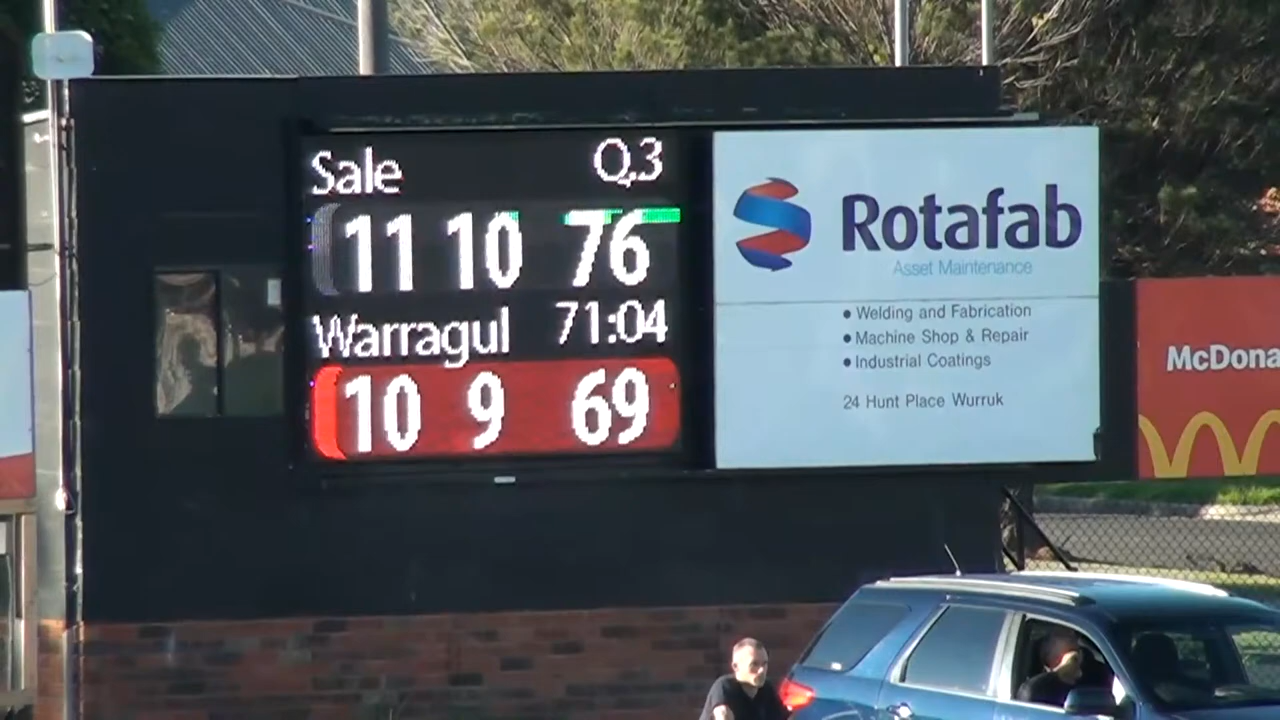 Sale Q.3
11 10 76
Warragul 71:04
10 9 69
Rotafab
Asset Maintenance
• Welding and Fabrication
• Machine Shop & Repair
• Industrial Coatings
24 Hunt Place Wurruk
McDona